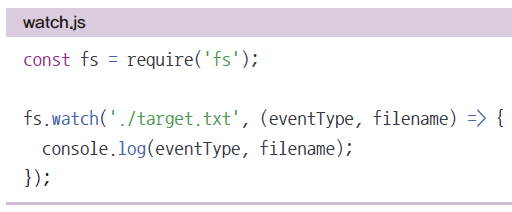 watch.js
const fs = require('fs');
fs.watch('./target.txt', (eventType, filename) => {
  console.log(eventType, filename);
});